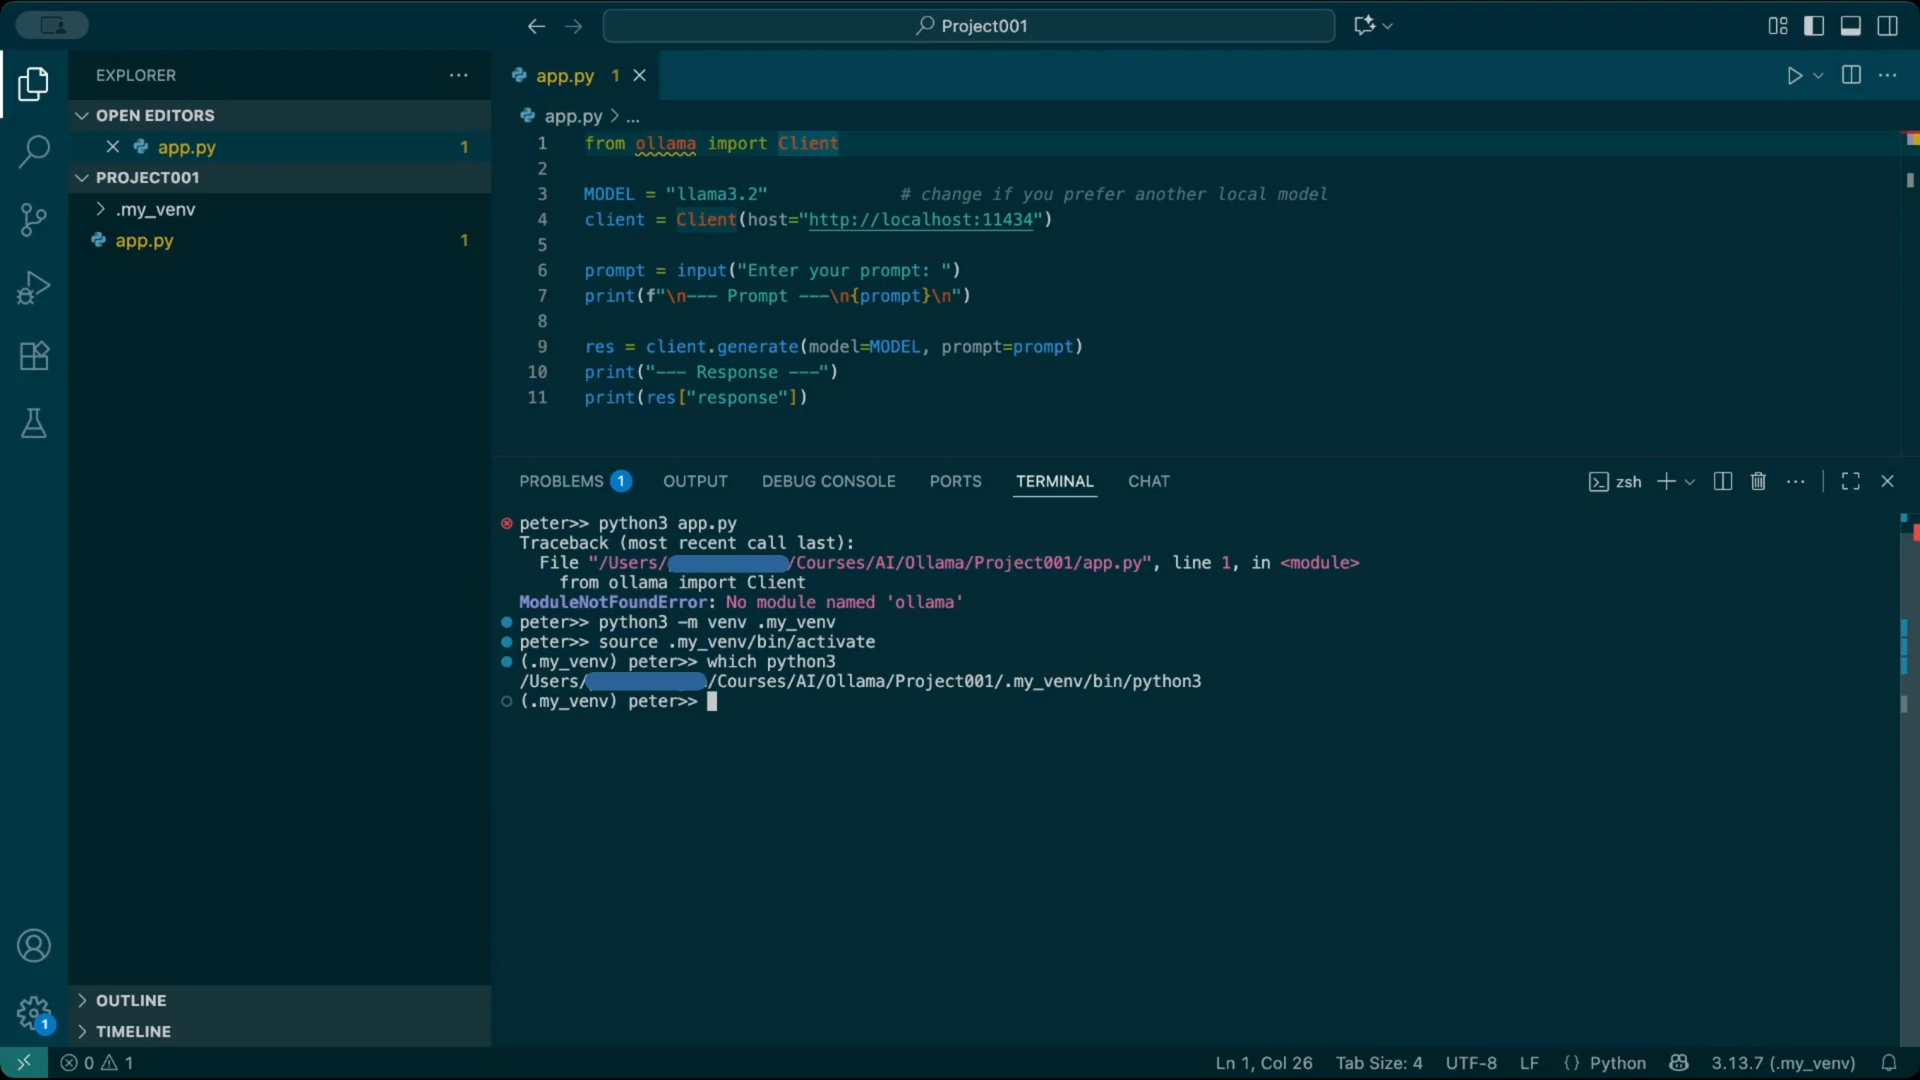 Project001
EXPLORER
OPEN EDITORS
app.py 1
PROJECT001
.my_venv
app.py 1
OUTLINE
TIMELINE
app.py 1
app.py > ...
1 from ollama import Client
2
3 MODEL = "llama3.2" # change if you prefer another local model
4 client = Client(host="http://localhost:11434")
5
6 prompt = input("Enter your prompt: ")
7 print(f"\n--- Prompt ---\n{prompt}\n")
8
9 res = client.generate(model=MODEL, prompt=prompt)
10 print("--- Response ---")
11 print(res["response"])
PROBLEMS 1 OUTPUT DEBUG CONSOLE PORTS TERMINAL CHAT zsh
peter>> python3 app.py
Traceback (most recent call last):
File "/Users/ /Courses/AI/Ollama/Project001/app.py", line 1, in <module>
from ollama import Client
ModuleNotFoundError: No module named 'ollama'
peter>> python3 -m venv .my_venv
peter>> source .my_venv/bin/activate
(.my_venv) peter>> which python3
/Users/ /Courses/AI/Ollama/Project001/.my_venv/bin/python3
(.my_venv) peter>>
1
0 1 Ln 1, Col 26 Tab Size: 4 UTF-8 LF {} Python 3.13.7 (.my_venv)